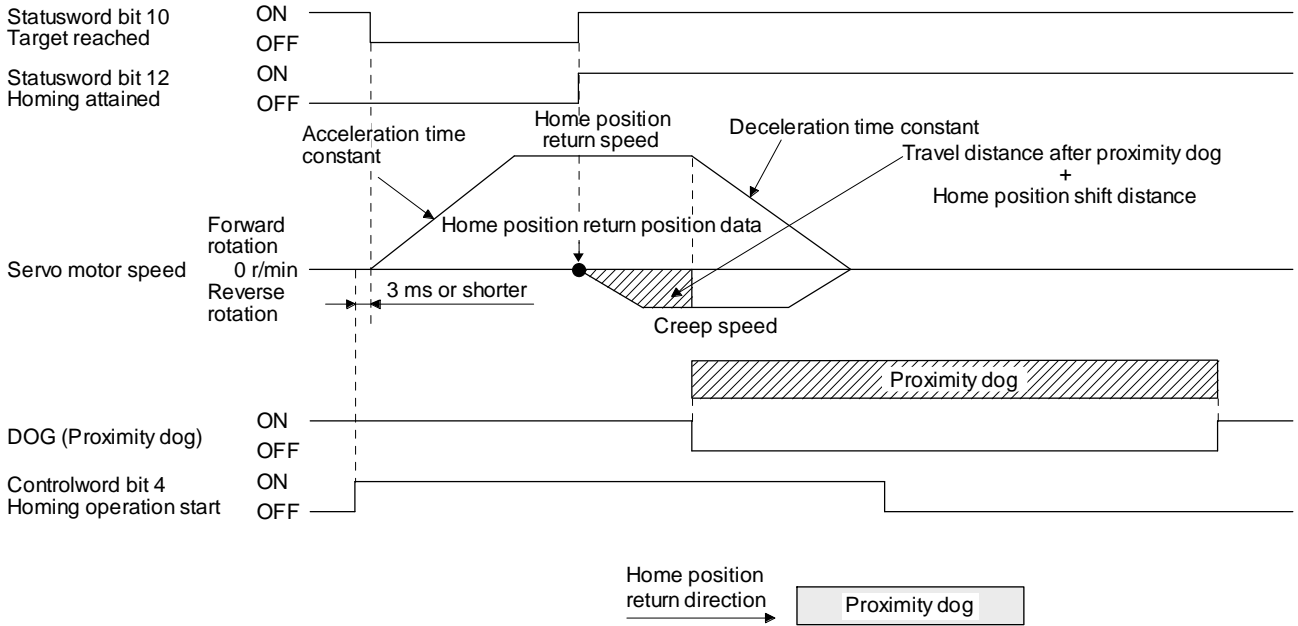 Statusword bit 10
Target reached
ON
OFF
Statusword bit 12
Homing attained
ON
OFF
Acceleration time
constant
Home position
return speed
Deceleration time constant
Travel distance after proximity dog
+
Home position shift distance
Forward
rotation
Home position return position data
Servo motor speed
0 r/min
Reverse
rotation
3 ms or shorter
Creep speed
Proximity dog
DOG (Proximity dog)
ON
OFF
Controlword bit 4
Homing operation start
ON
OFF
Home position
return direction
Proximity dog